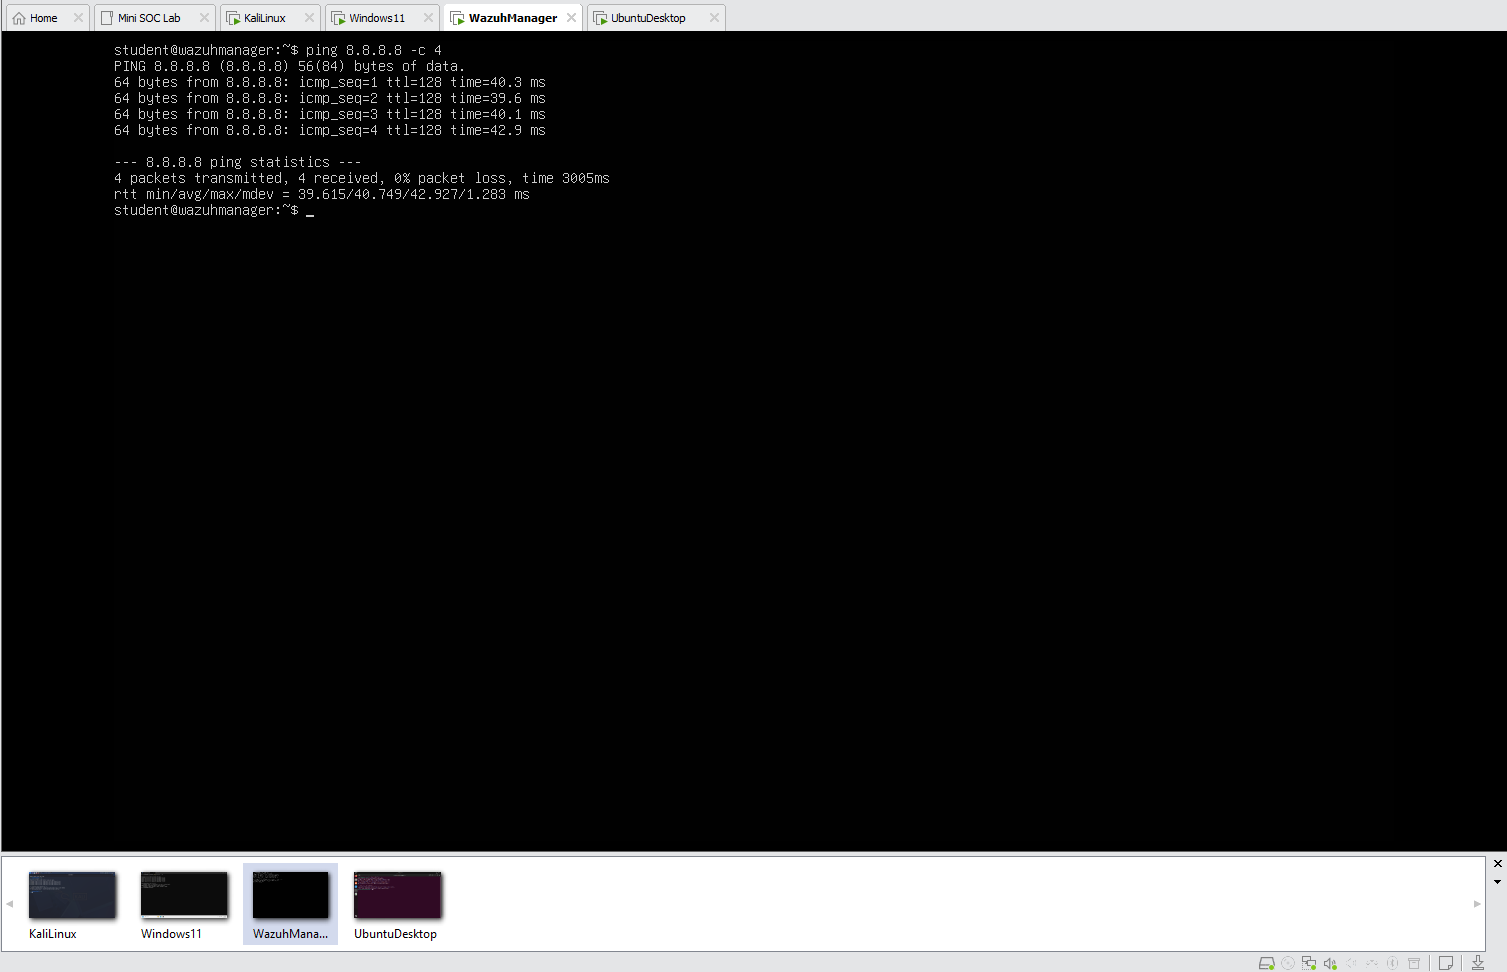 Home
Mini SOC Lab
KaliLinux
Windows11
WazuhManager
UbuntuDesktop
student@wazuhmanager:~$ ping 8.8.8.8 -c 4
PING 8.8.8.8 (8.8.8.8) 56(84) bytes of data.
64 bytes from 8.8.8.8: icmp_seq=1 ttl=128 time=40.3 ms
64 bytes from 8.8.8.8: icmp_seq=2 ttl=128 time=39.6 ms
64 bytes from 8.8.8.8: icmp_seq=3 ttl=128 time=40.1 ms
64 bytes from 8.8.8.8: icmp_seq=4 ttl=128 time=42.9 ms
--- 8.8.8.8 ping statistics ---
4 packets transmitted, 4 received, 0% packet loss, time 3005ms
rtt min/avg/max/mdev = 39.615/40.749/42.927/1.283 ms
student@wazuhmanager:~$ _
KaliLinux
Windows11
WazuhMana...
UbuntuDesktop